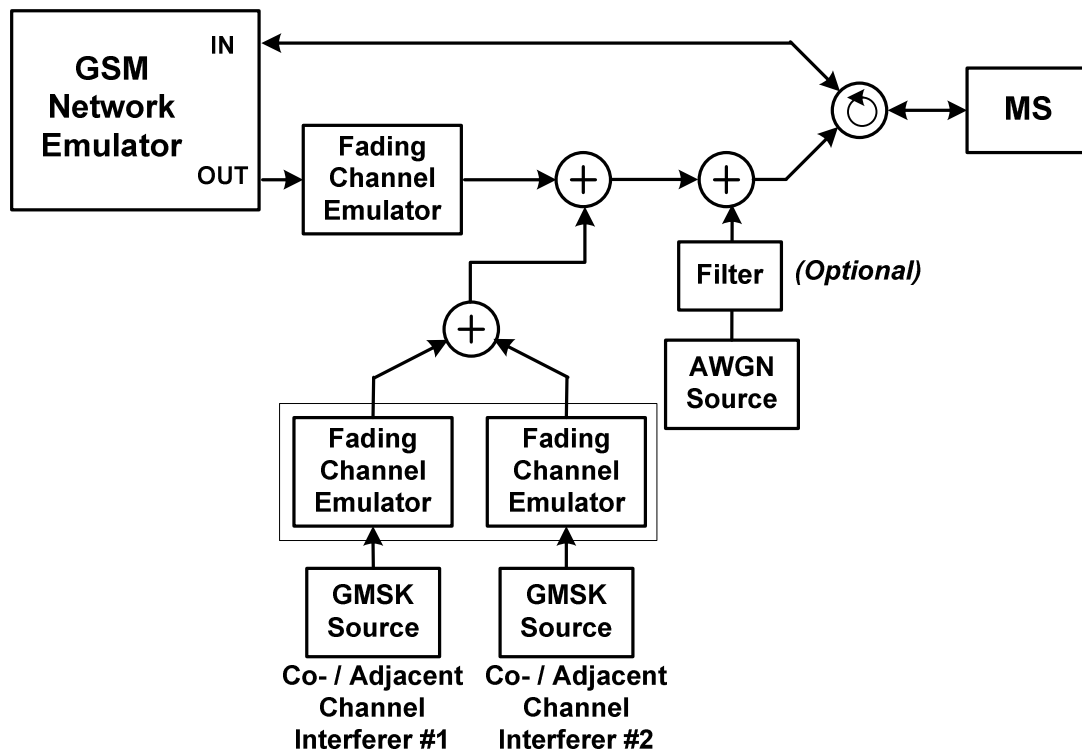 GSM
Network
Emulator
IN
OUT
Fading
Channel
Emulator
+
+
MS
Filter
(Optional)
AWGN
Source
+
Fading
Channel
Emulator
Fading
Channel
Emulator
GMSK
Source
GMSK
Source
Co- / Adjacent
Channel
Interferer #1
Co- / Adjacent
Channel
Interferer #2